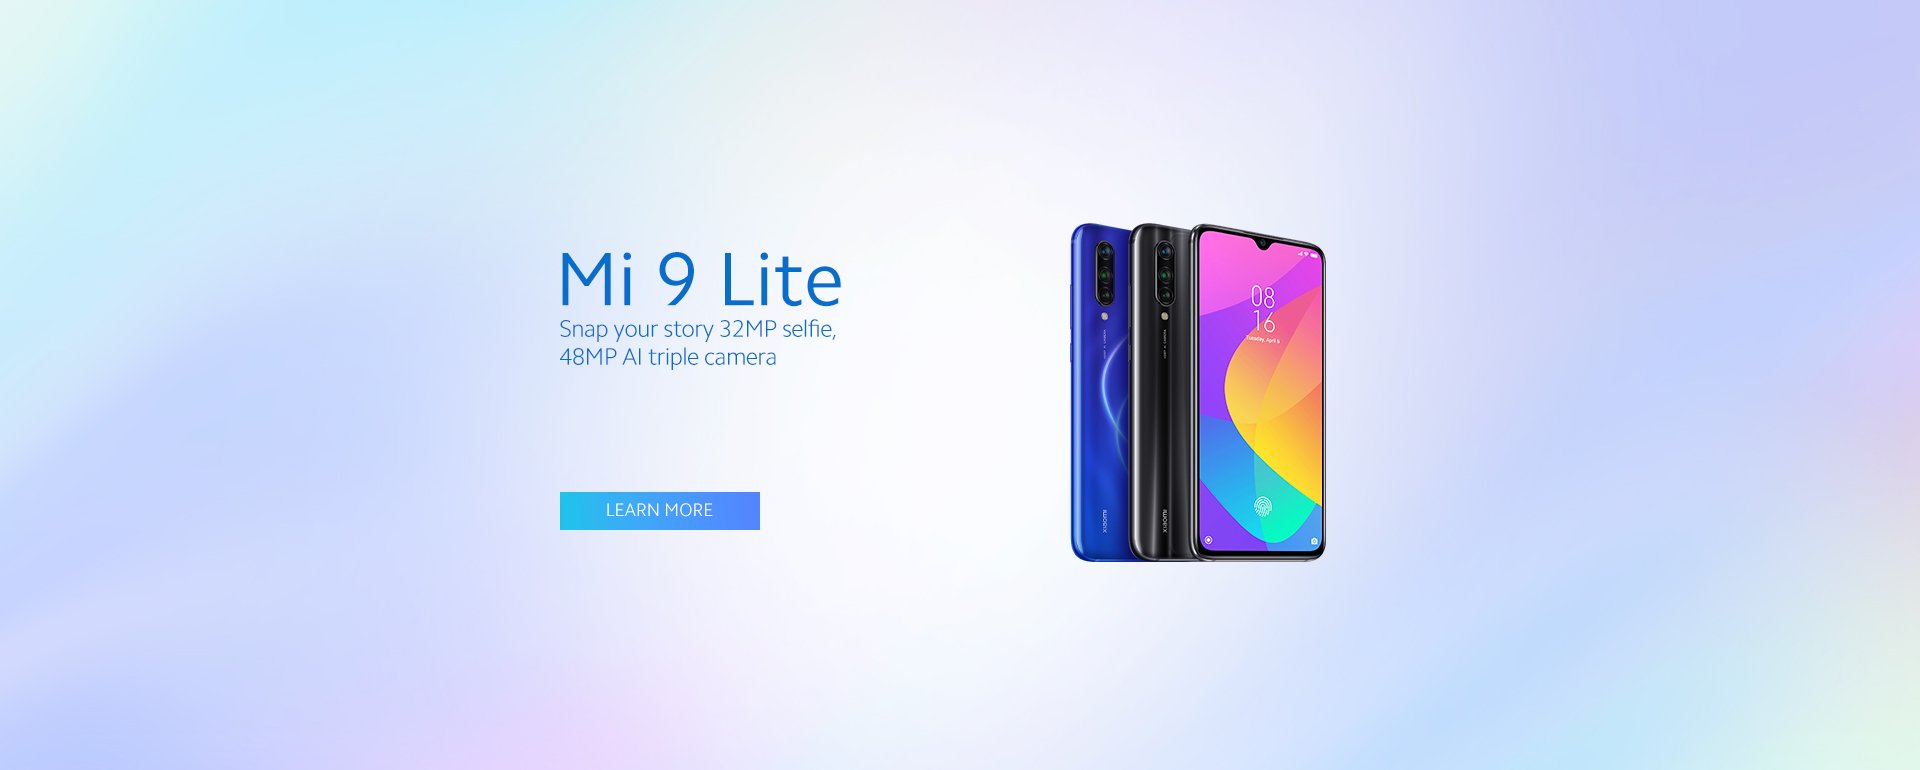 Mi 9 Lite
Snap your story 32MP selfie,
48MP AI triple camera
LEARN MORE
08
16
Tuesday, April 6
XIAOMI
XIAOMI